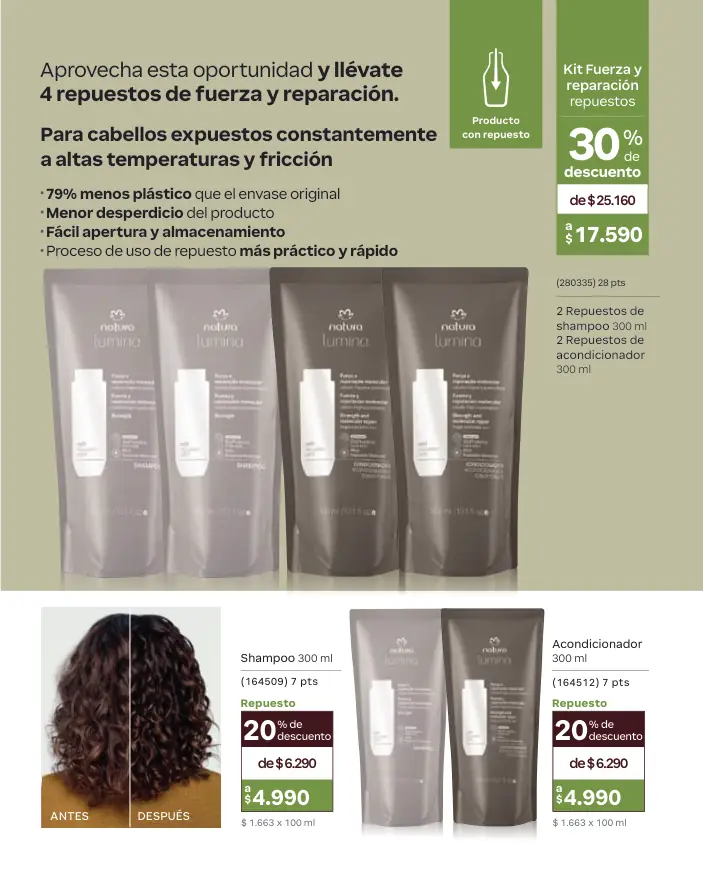 Aprovecha esta oportunidad y llévate
4 repuestos de fuerza y reparación.
Para cabellos expuestos constantemente
a altas temperaturas y fricción
· 79% menos plástico que el envase original
· Menor desperdicio del producto
· Fácil apertura y almacenamiento
· Proceso de uso de repuesto más práctico y rápido
Producto
con repuesto
Kit Fuerza y
reparación
repuestos
30% de
descuento
de $ 25.160
a $ 17.590
(280335) 28 pts
2 Repuestos de
shampoo 300 ml
2 Repuestos de
acondicionador
300 ml
natura
lumina
natura
lumina
natura
lumina
natura
lumina
SHAMPOO
SHAMPOO
ANTES
DESPUÉS
Shampoo 300 ml
(164509) 7 pts
Repuesto
20% de
descuento
de $ 6.290
a $ 4.990
$ 1.663 x 100 ml
natura
lumina
natura
lumina
Acondicionador
300 ml
(164512) 7 pts
Repuesto
20% de
descuento
de $ 6.290
a $ 4.990
$ 1.663 x 100 ml